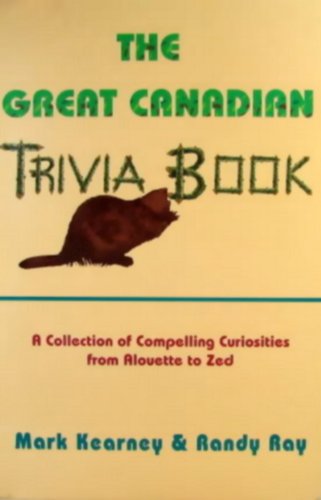 THE
GREAT CANADIAN
TRIVIA BOOK
A Collection of Compelling Curiosities
from Alouette to Zed
Mark Kearney & Randy Ray